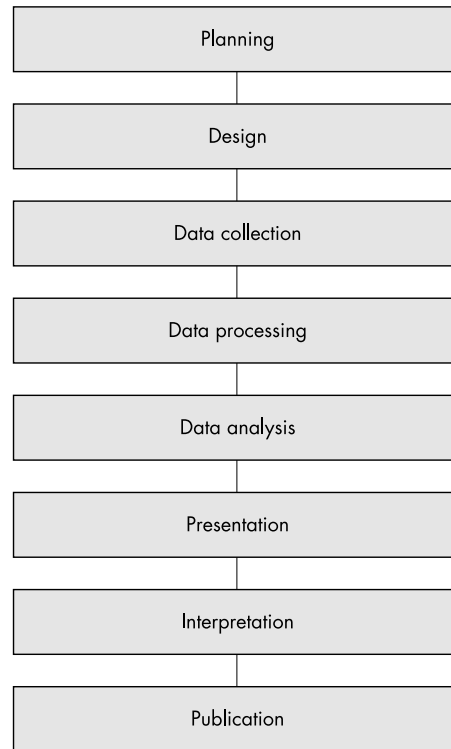 Planning
Design
Data collection
Data processing
Data analysis
Presentation
Interpretation
Publication